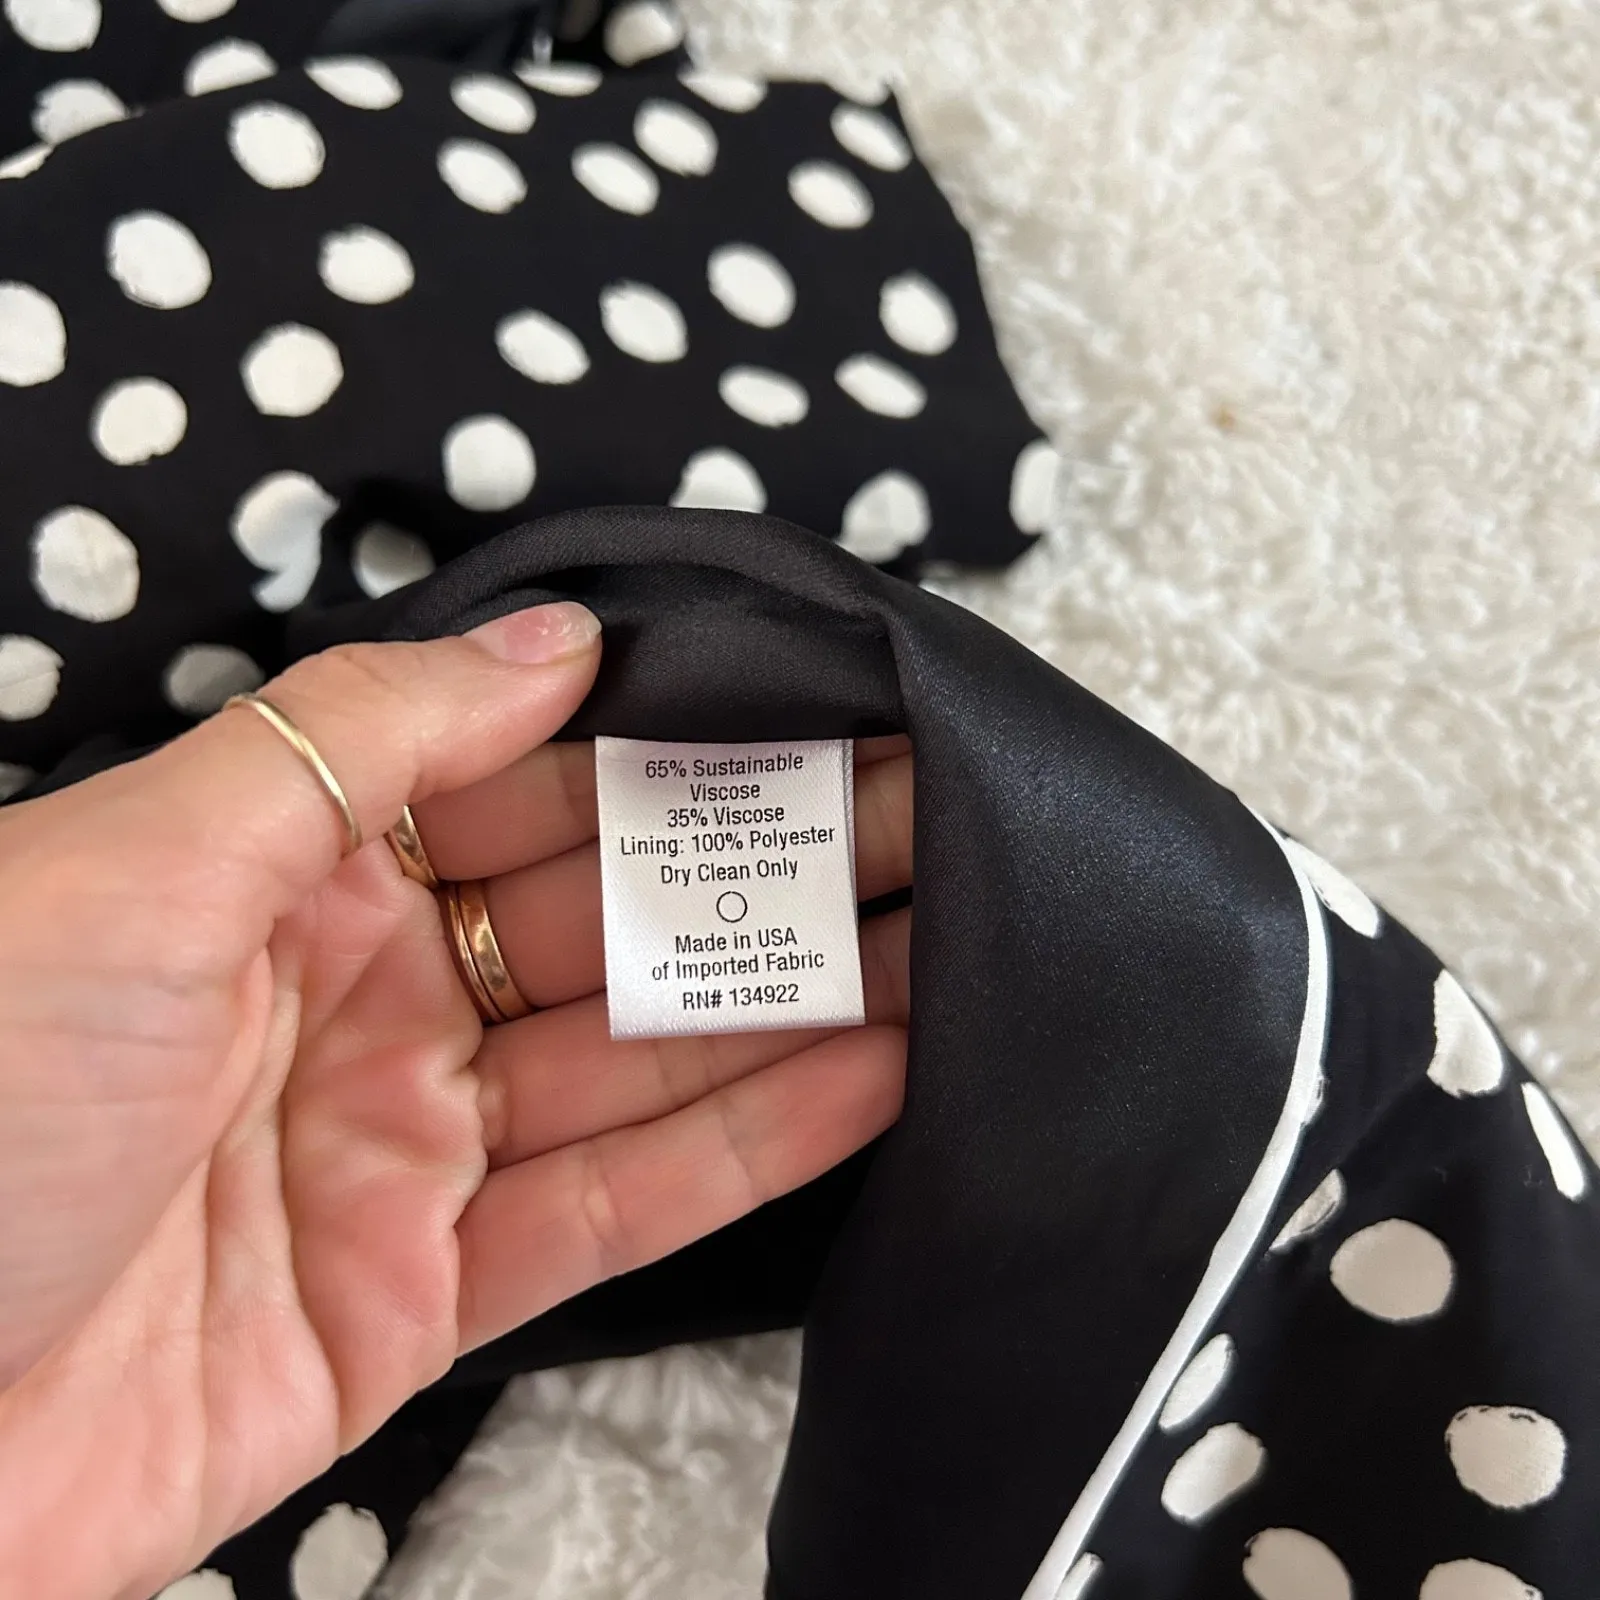 65% Sustainable
Viscose
35% Viscose
Lining: 100% Polyester
Dry Clean Only
Made in USA
of Imported Fabric
RN# 134922